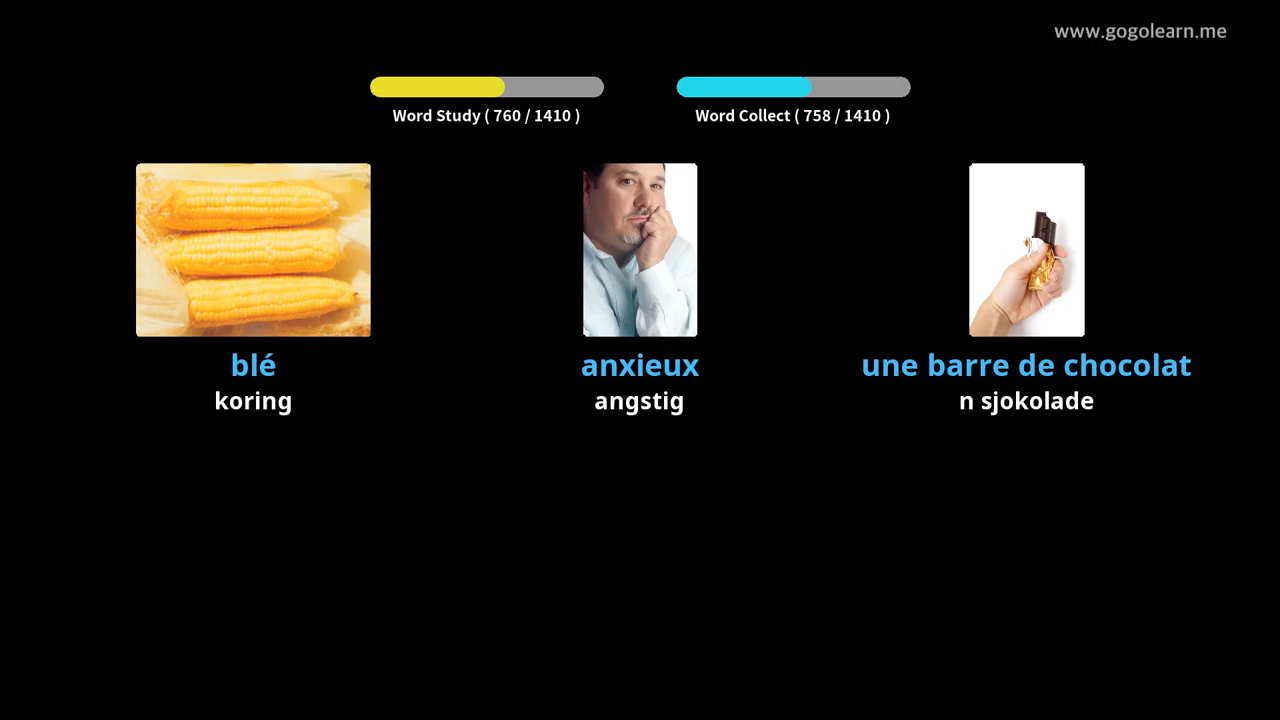 www.gogolearn.me
Word Study ( 760 / 1410 )
Word Collect ( 758 / 1410 )
blé
koring
anxieux
angstig
une barre de chocolat
n sjokolade